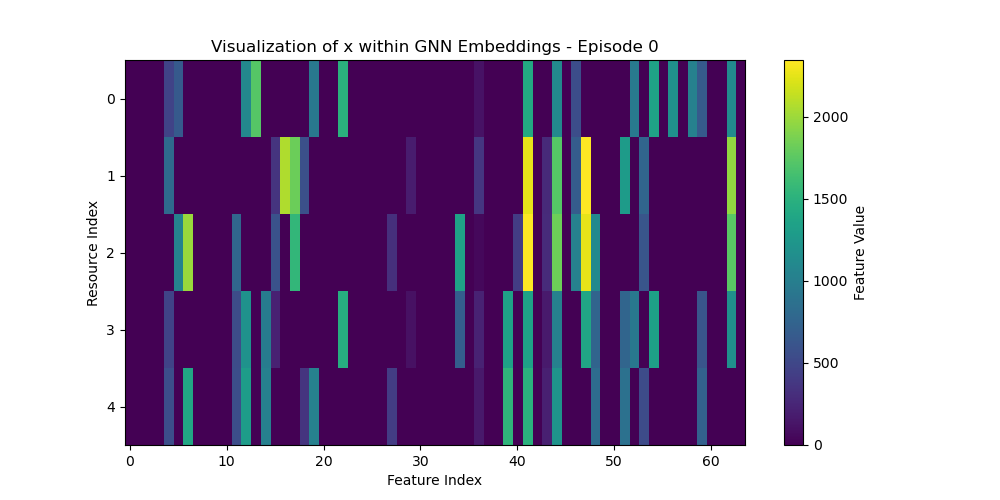 Visualization of x within GNN Embeddings - Episode 0
Resource Index
0
1
2
3
4
0 10 20 30 40 50 60
Feature Index
2000
1500
1000
500
0
Feature Value